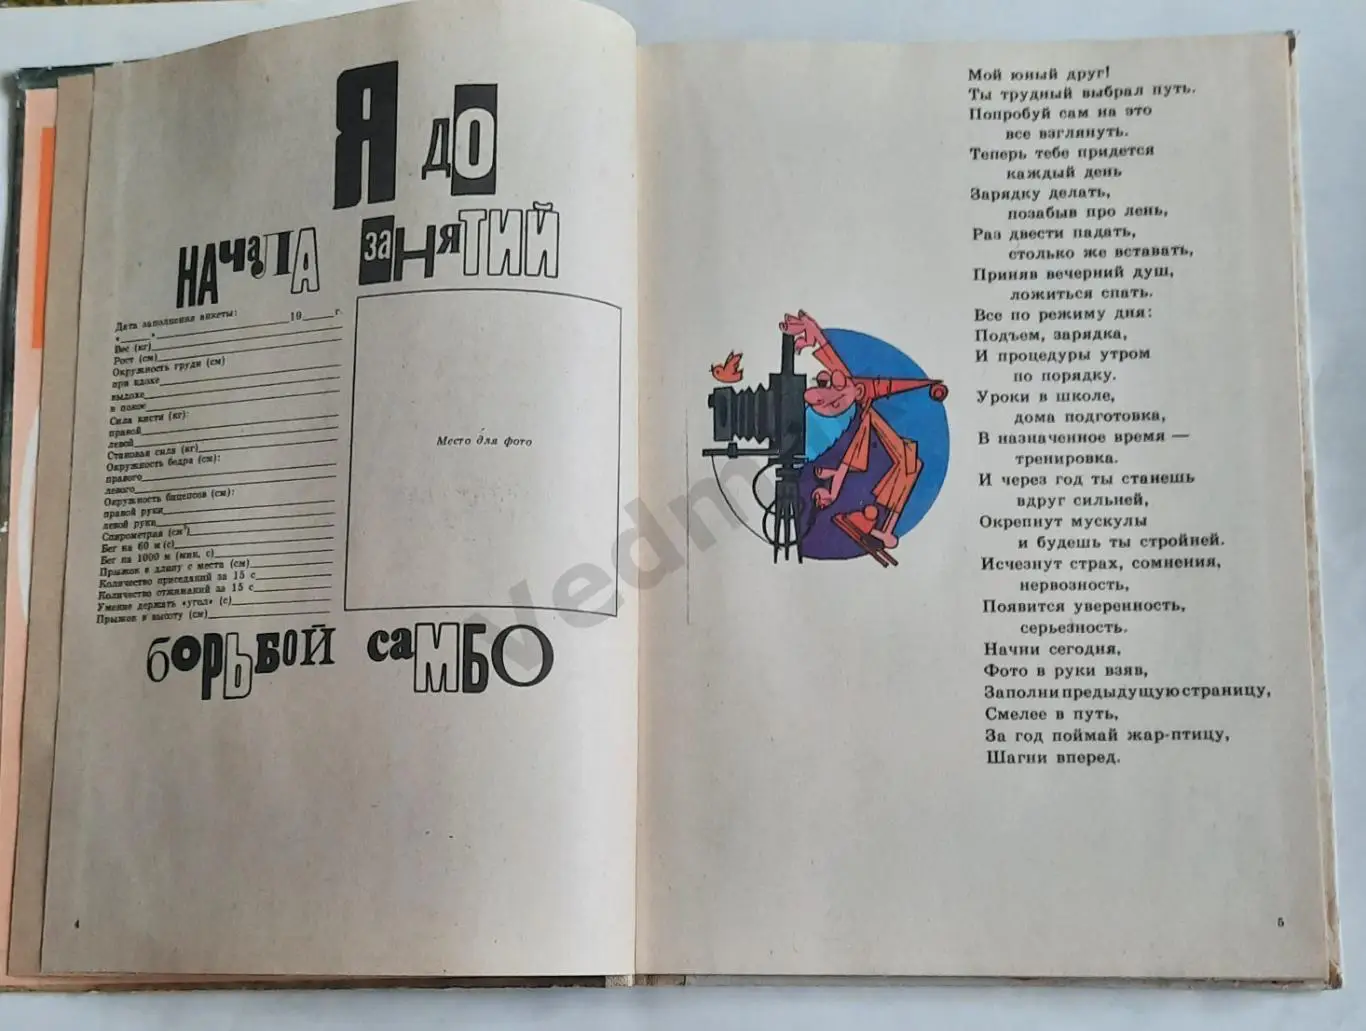 Я ДО
НАЧАЛА ЗАНЯТИЙ
Дата заполнения анкеты:
"___"____________ 19____г.
Вес (кг)
Рост (см)
Окружность груди (см)
при вдохе
выдохе
в покое
Сила кисти (кг):
правой
левой
Становая сила (кг)
Окружность бедра (см):
правого
левого
Окружность бицепсов (см):
правой руки
левой руки
Спирометрия (см³)
Бег на 60 м (с)
Бег на 1000 м (мин, с)
Прыжок в длину с места (см)
Количество приседаний за 15 с
Количество отжиманий за 15 с
Умение держать «угол» (с)
Прыжок в высоту (см)
Место для фото
БОРЬБОЙ САМБО
4
Мой юный друг!
Ты трудный выбрал путь.
Попробуй сам на это
все взглянуть.
Теперь тебе придется
каждый день
Зарядку делать,
позабыв про лень,
Раз двести падать,
столько же вставать,
Приняв вечерний душ,
ложиться спать.
Все по режиму дня:
Подъем, зарядка,
И процедуры утром
по порядку.
Уроки в школе,
дома подготовка,
В назначенное время —
тренировка.
И через год ты станешь
вдруг сильней,
Окрепнут мускулы
и будешь ты стройней.
Исчезнут страх, сомнения,
нервозность,
Появится уверенность,
серьезность.
Начни сегодня,
Фото в руки взяв,
Заполни предыдущую страницу,
Смелее в путь,
За год поймай жар-птицу,
Шагни вперед.
5